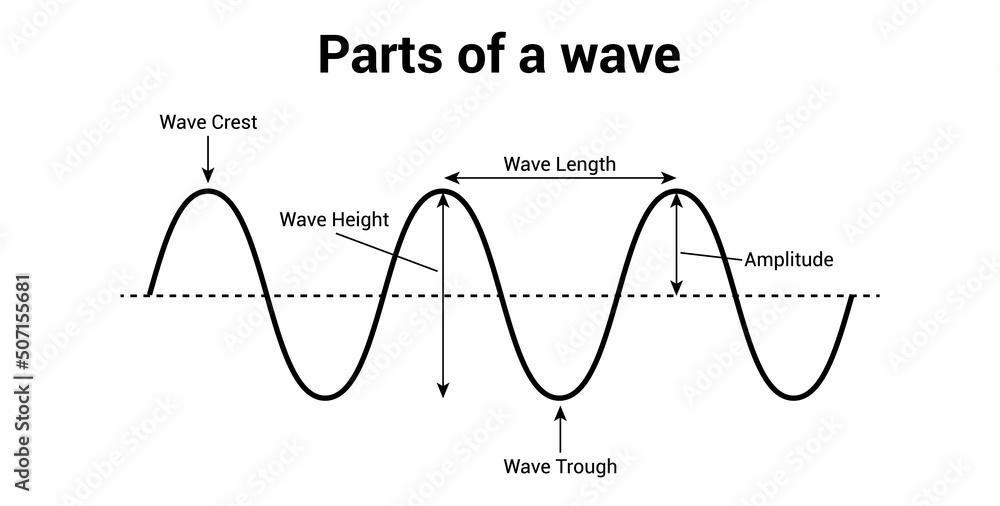 Parts of a wave
Wave Crest
Wave Length
Wave Height
Amplitude
Wave Trough
Adobe Stock | #507155681